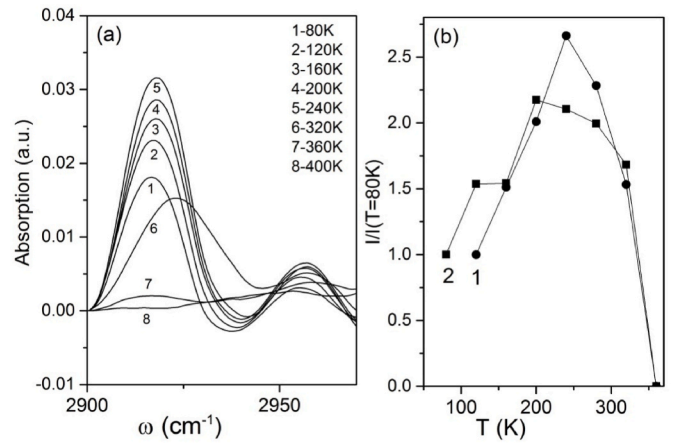 (a)
1-80K
2-120K
3-160K
4-200K
5-240K
6-320K
7-360K
8-400K
0.04
0.03
0.02
0.01
0.00
-0.01
Absorption (a.u.)
5
4
3
2
1
6
7
8
2900
2950
ω (cm⁻¹)
(b)
2.5
2.0
1.5
1.0
0.5
0.0
I/I(T=80K)
2
1
100
200
300
T (K)